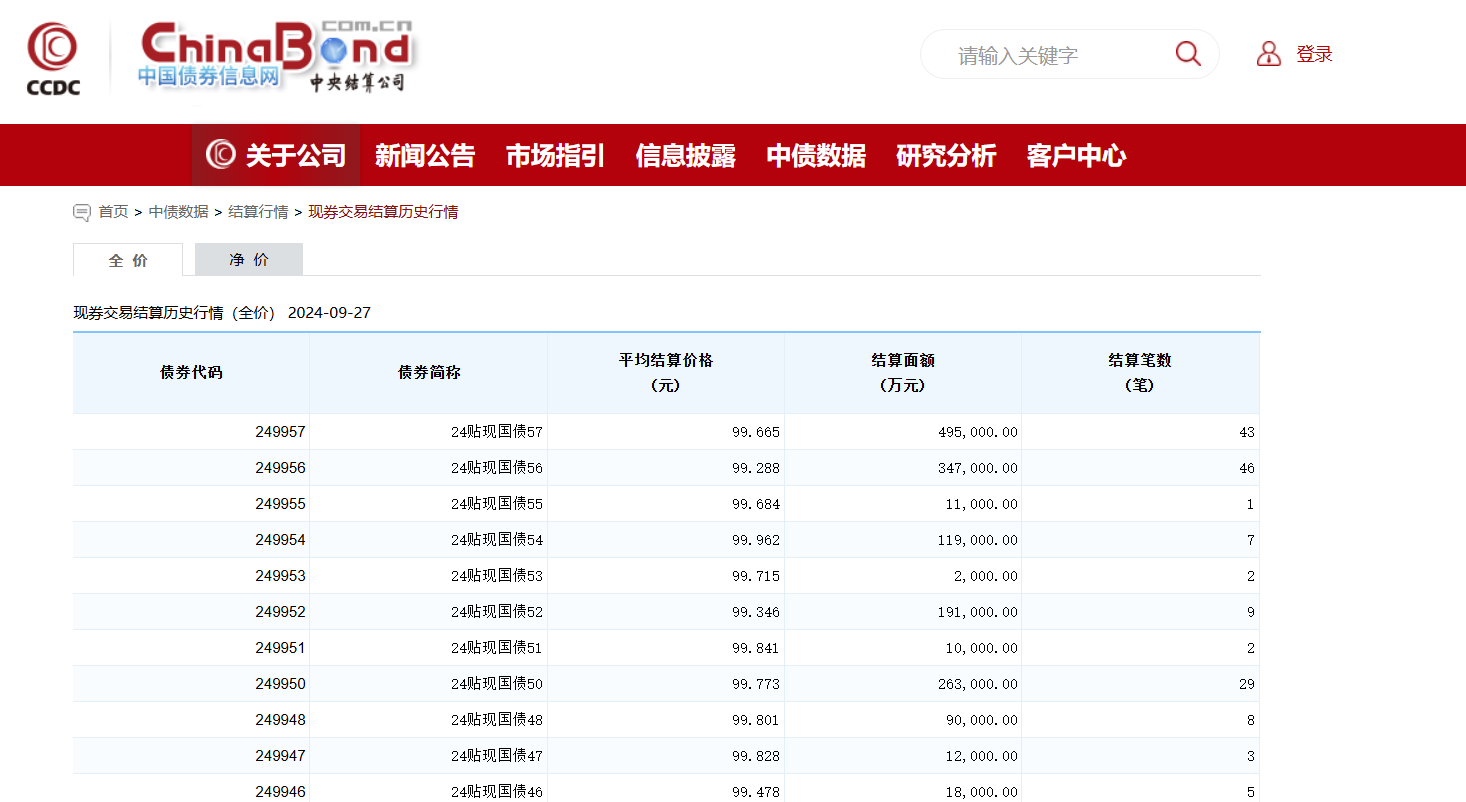 CCDC
ChinaBond
com.cn
中国债券信息网
中央结算公司
请输入关键字
登录
关于公司 新闻公告 市场指引 信息披露 中债数据 研究分析 客户中心
首页 > 中债数据 > 结算行情 > 现券交易结算历史行情
全 价 净 价
现券交易结算历史行情（全价） 2024-09-27
债券代码 债券简称 平均结算价格 （元） 结算面额 （万元） 结算笔数 （笔）
249957 24贴现国债57 99.665 495,000.00 43
249956 24贴现国债56 99.288 347,000.00 46
249955 24贴现国债55 99.684 11,000.00 1
249954 24贴现国债54 99.962 119,000.00 7
249953 24贴现国债53 99.715 2,000.00 2
249952 24贴现国债52 99.346 191,000.00 9
249951 24贴现国债51 99.841 10,000.00 2
249950 24贴现国债50 99.773 263,000.00 29
249948 24贴现国债48 99.801 90,000.00 8
249947 24贴现国债47 99.828 12,000.00 3
249946 24贴现国债46 99.478 18,000.00 5